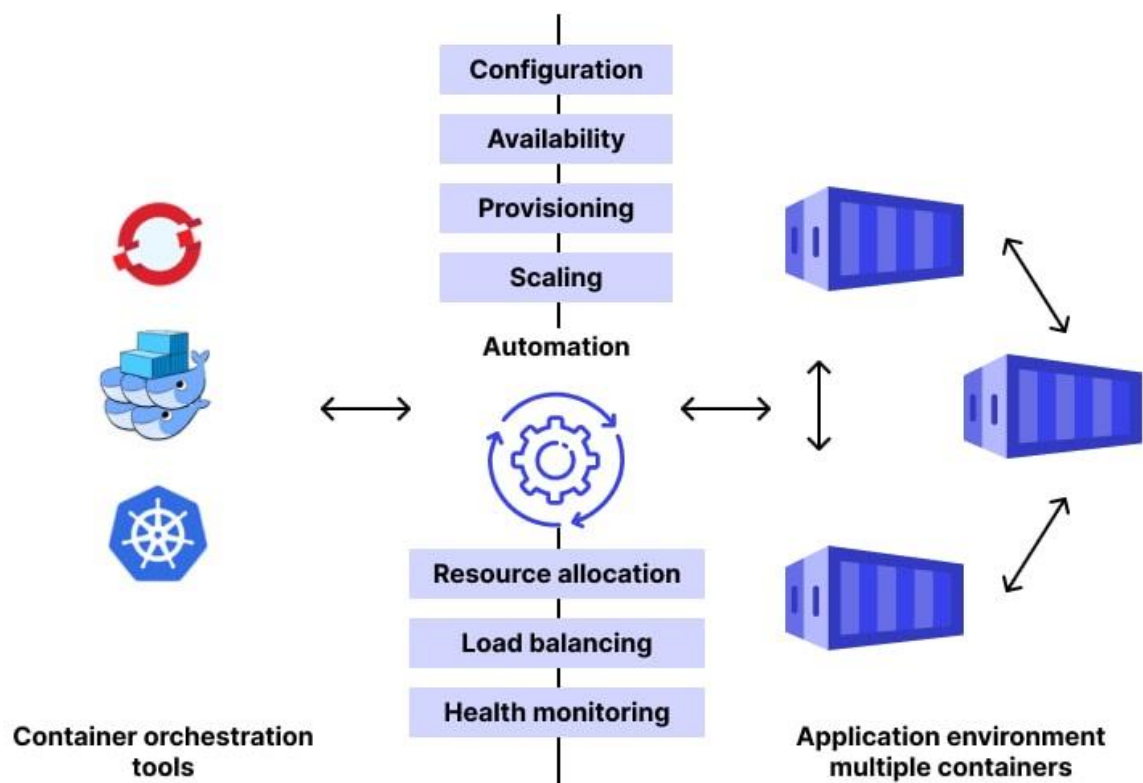 Configuration
Availability
Provisioning
Scaling
Automation
Resource allocation
Load balancing
Health monitoring
Container orchestration
tools
Application environment
multiple containers